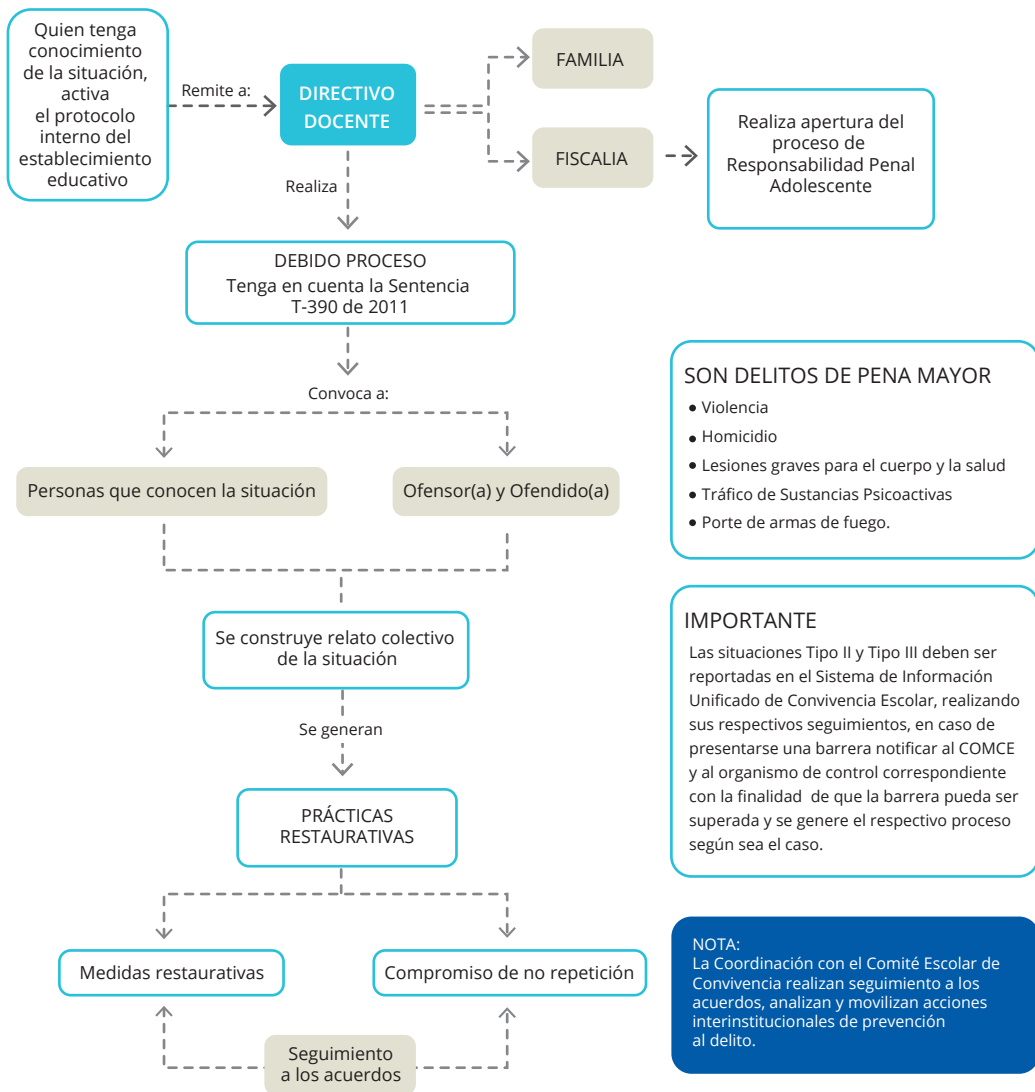 Quien tenga
conocimiento
de la situación,
activa
el protocolo
interno del
establecimiento
educativo
Remite a:
DIRECTIVO
DOCENTE
FAMILIA
FISCALIA
Realiza apertura del
proceso de
Responsabilidad Penal
Adolescente
Realiza
DEBIDO PROCESO
Tenga en cuenta la Sentencia
T-390 de 2011
Convoca a:
Personas que conocen la situación
Ofensor(a) y Ofendido(a)
Se construye relato colectivo
de la situación
Se generan
PRÁCTICAS
RESTAURATIVAS
Medidas restaurativas
Compromiso de no repetición
Seguimiento
a los acuerdos
SON DELITOS DE PENA MAYOR
• Violencia
• Homicidio
• Lesiones graves para el cuerpo y la salud
• Tráfico de Sustancias Psicoactivas
• Porte de armas de fuego.
IMPORTANTE
Las situaciones Tipo II y Tipo III deben ser
reportadas en el Sistema de Información
Unificado de Convivencia Escolar, realizando
sus respectivos seguimientos, en caso de
presentarse una barrera notificar al COMCE
y al organismo de control correspondiente
con la finalidad de que la barrera pueda ser
superada y se genere el respectivo proceso
según sea el caso.
NOTA:
La Coordinación con el Comité Escolar de
Convivencia realizan seguimiento a los
acuerdos, analizan y movilizan acciones
interinstitucionales de prevención
al delito.